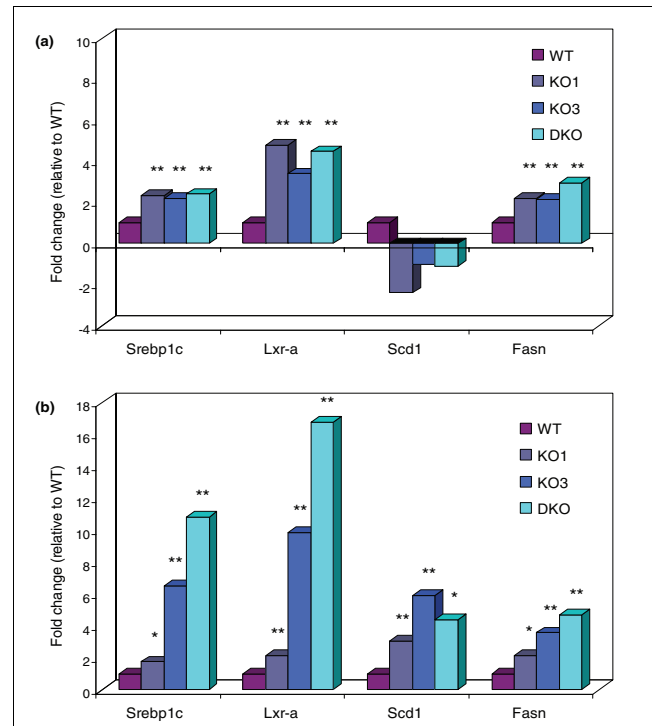 (a)
Fold change (relative to WT)
10
8
6
4
2
0
-2
-4
WT
KO1
KO3
DKO
** ** **
** ** **
** ** **
Srebp1c Lxr-a Scd1 Fasn
(b)
Fold change (relative to WT)
18
16
14
12
10
8
6
4
2
0
WT
KO1
KO3
DKO
* ** **
** ** **
** ** *
* ** **
Srebp1c Lxr-a Scd1 Fasn